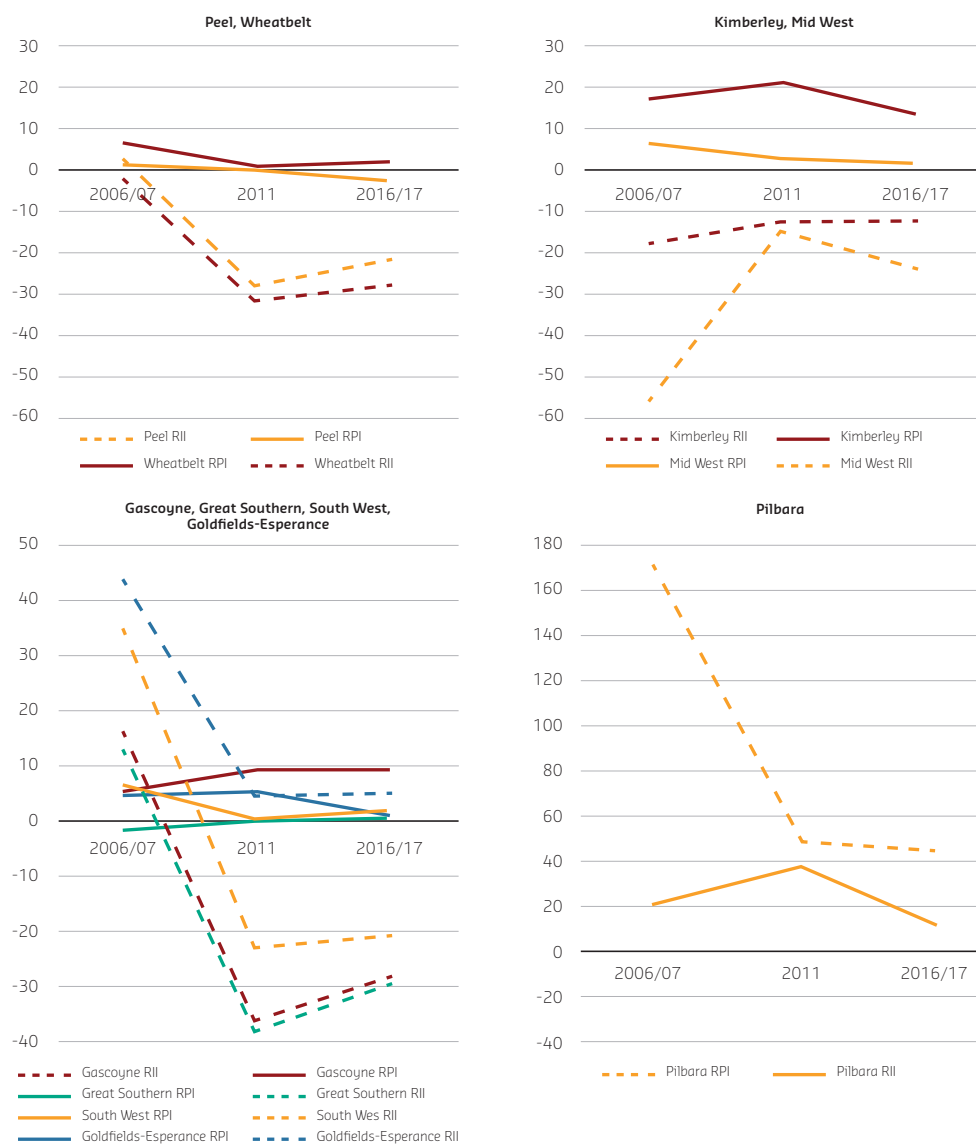 Peel, Wheatbelt
30
20
10
0
-10
-20
-30
-40
-50
-60
2006/07 2011 2016/17
Peel RII Peel RPI
Wheatbelt RPI Wheatbelt RII
Kimberley, Mid West
30
20
10
0
-10
-20
-30
-40
-50
-60
2006/07 2011 2016/17
Kimberley RII Kimberley RPI
Mid West RPI Mid West RII
Gascoyne, Great Southern, South West,
Goldfields-Esperance
50
40
30
20
10
0
-10
-20
-30
-40
2006/07 2011 2016/17
Gascoyne RII Gascoyne RPI
Great Southern RPI Great Southern RII
South West RPI South Wes RII
Goldfields-Esperance RPI Goldfields-Esperance RII
Pilbara
180
160
140
120
100
80
60
40
20
0
-20
-40
2006/07 2011 2016/17
Pilbara RPI Pilbara RII